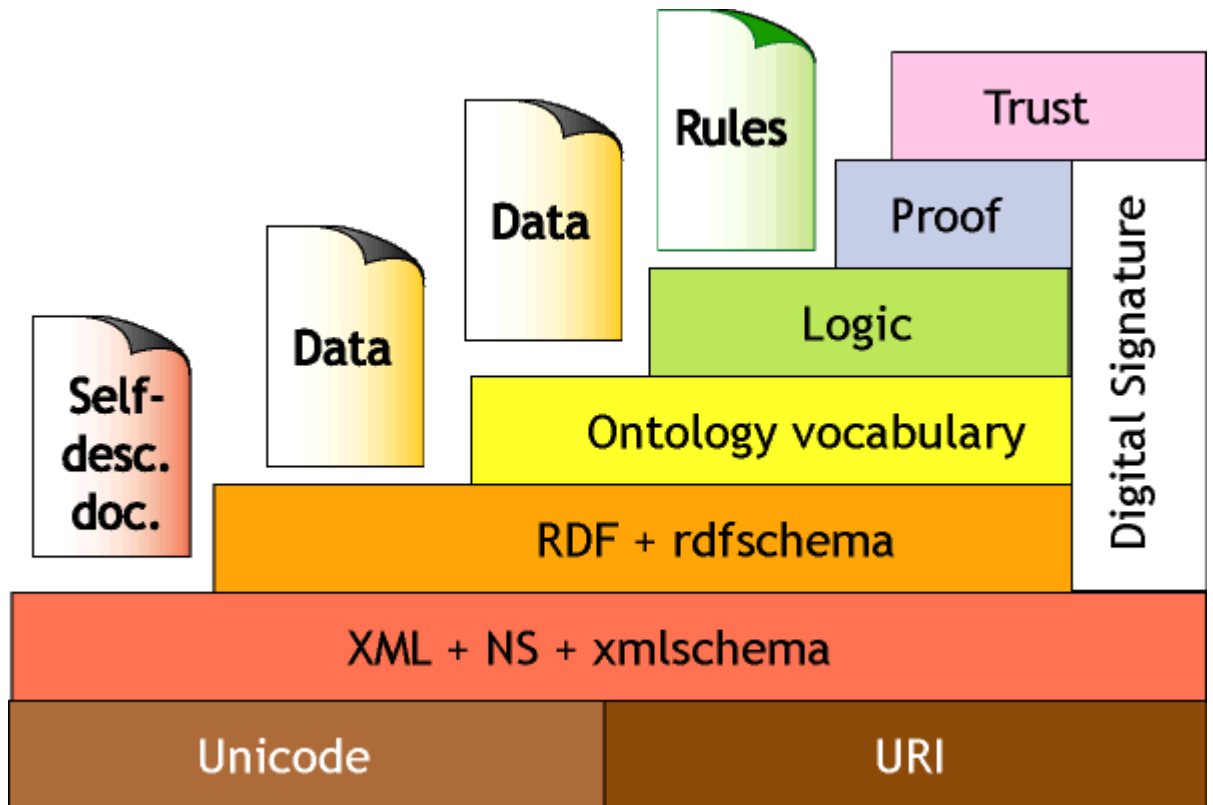 Trust
Rules
Proof
Data
Logic
Data
Self-
desc.
doc.
Ontology vocabulary
Digital Signature
RDF + rdfschema
XML + NS + xmlschema
Unicode
URI